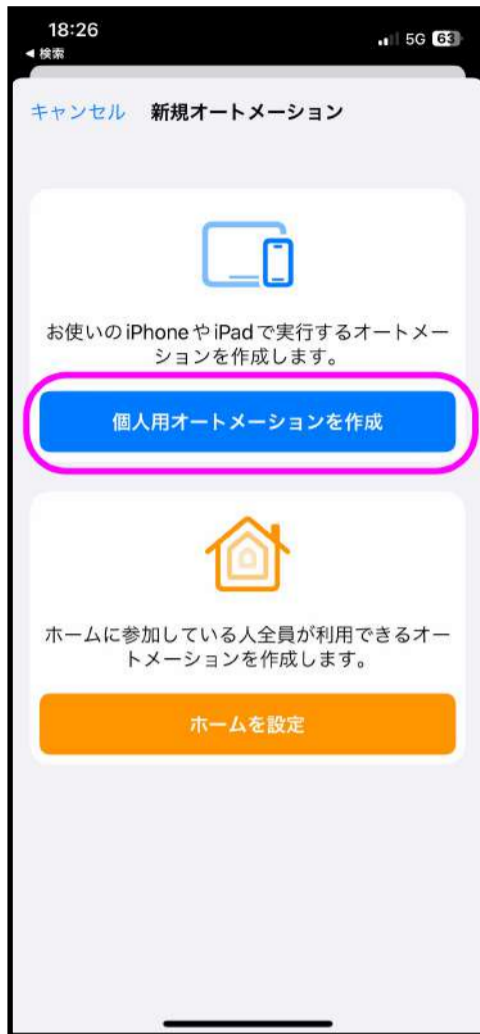 18:26
5G 63
◀ 検索
キャンセル 新規オートメーション
お使いのiPhoneやiPadで実行するオートメー
ションを作成します。
個人用オートメーションを作成
ホームに参加している人全員が利用できるオー
トメーションを作成します。
ホームを設定